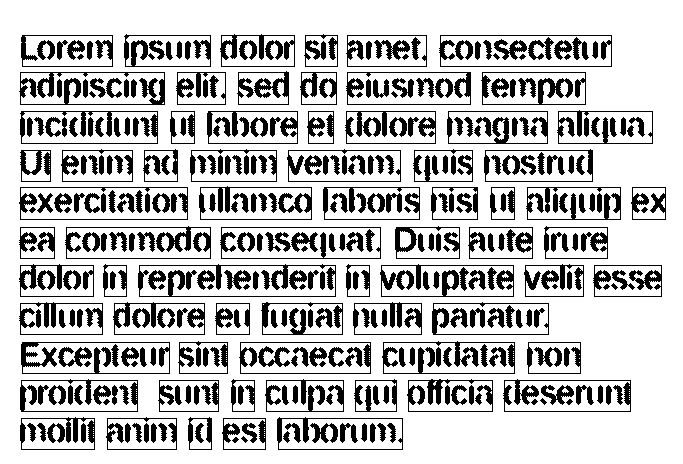 Lorem ipsum dolor sit amet, consectetur
adipiscing elit, sed do eiusmod tempor
incididunt ut labore et dolore magna aliqua.
Ut enim ad minim veniam, quis nostrud
exercitation ullamco laboris nisi ut aliquip ex
ea commodo consequat. Duis aute irure
dolor in reprehenderit in voluptate velit esse
cillum dolore eu fugiat nulla pariatur.
Excepteur sint occaecat cupidatat non
proident  sunt in culpa qui officia deserunt
mollit anim id est laborum.